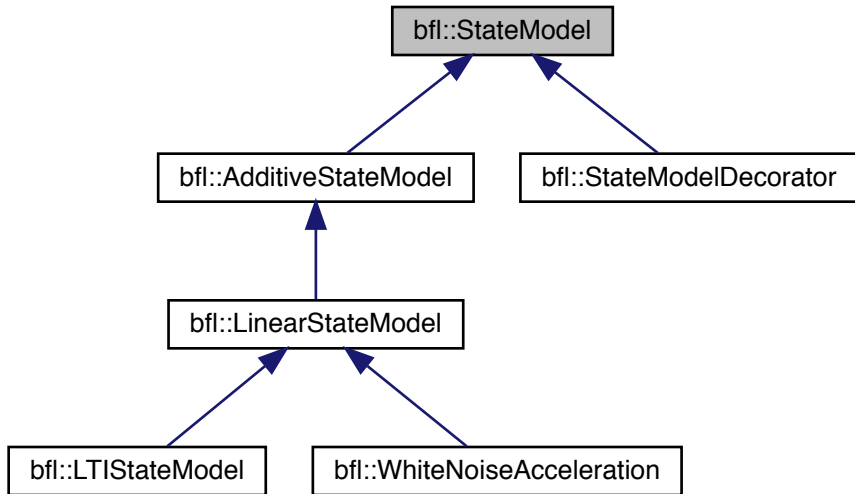 bfl::StateModel
bfl::AdditiveStateModel
bfl::StateModelDecorator
bfl::LinearStateModel
bfl::LTIStateModel
bfl::WhiteNoiseAcceleration